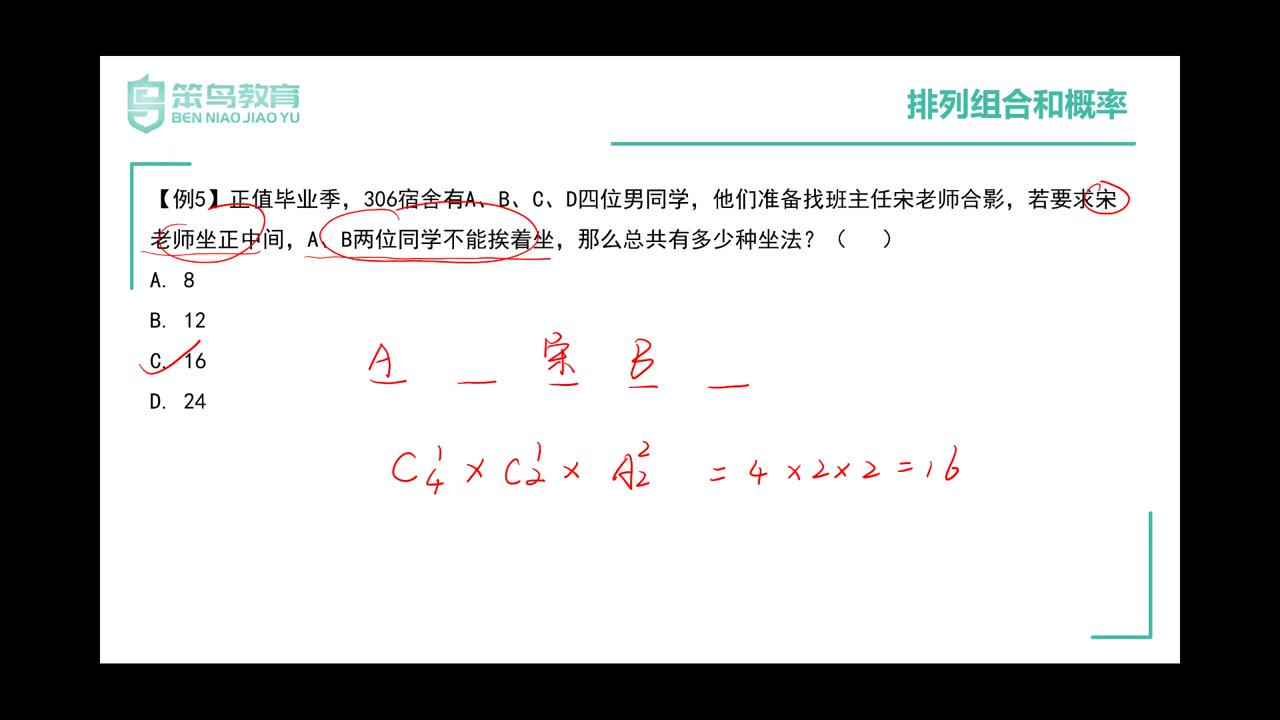 笨鸟教育
BEN NIAO JIAO YU
排列组合和概率
【例5】正值毕业季，306宿舍有A、B、C、D四位男同学，他们准备找班主任宋老师合影，若要求宋
老师坐正中间，A、B两位同学不能挨着坐，那么总共有多少种坐法？（　）
A. 8
B. 12
C. 16
D. 24
A _ 宋 B _
C₄¹ × C₂¹ × A₂² = 4 × 2 × 2 = 16